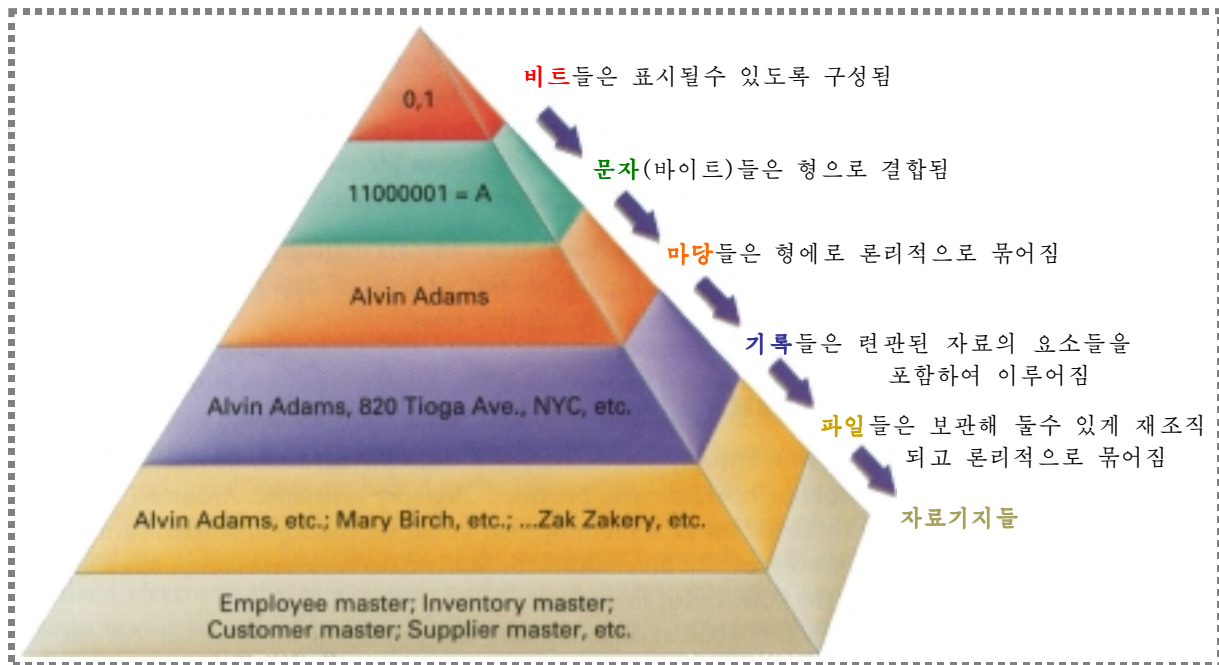 0,1
비트들은 표시될수 있도록 구성됨
11000001 = A
문자(바이트)들은 형으로 결합됨
Alvin Adams
마당들은 형에로 론리적으로 묶어짐
Alvin Adams, 820 Tioga Ave., NYC, etc.
기록들은 련관된 자료의 요소들을
포함하여 이루어짐
Alvin Adams, etc.; Mary Birch, etc.; ...Zak Zakery, etc.
파일들은 보관해 둘수 있게 재조직
되고 론리적으로 묶어짐
Employee master; Inventory master;
Customer master; Supplier master, etc.
자료기지들